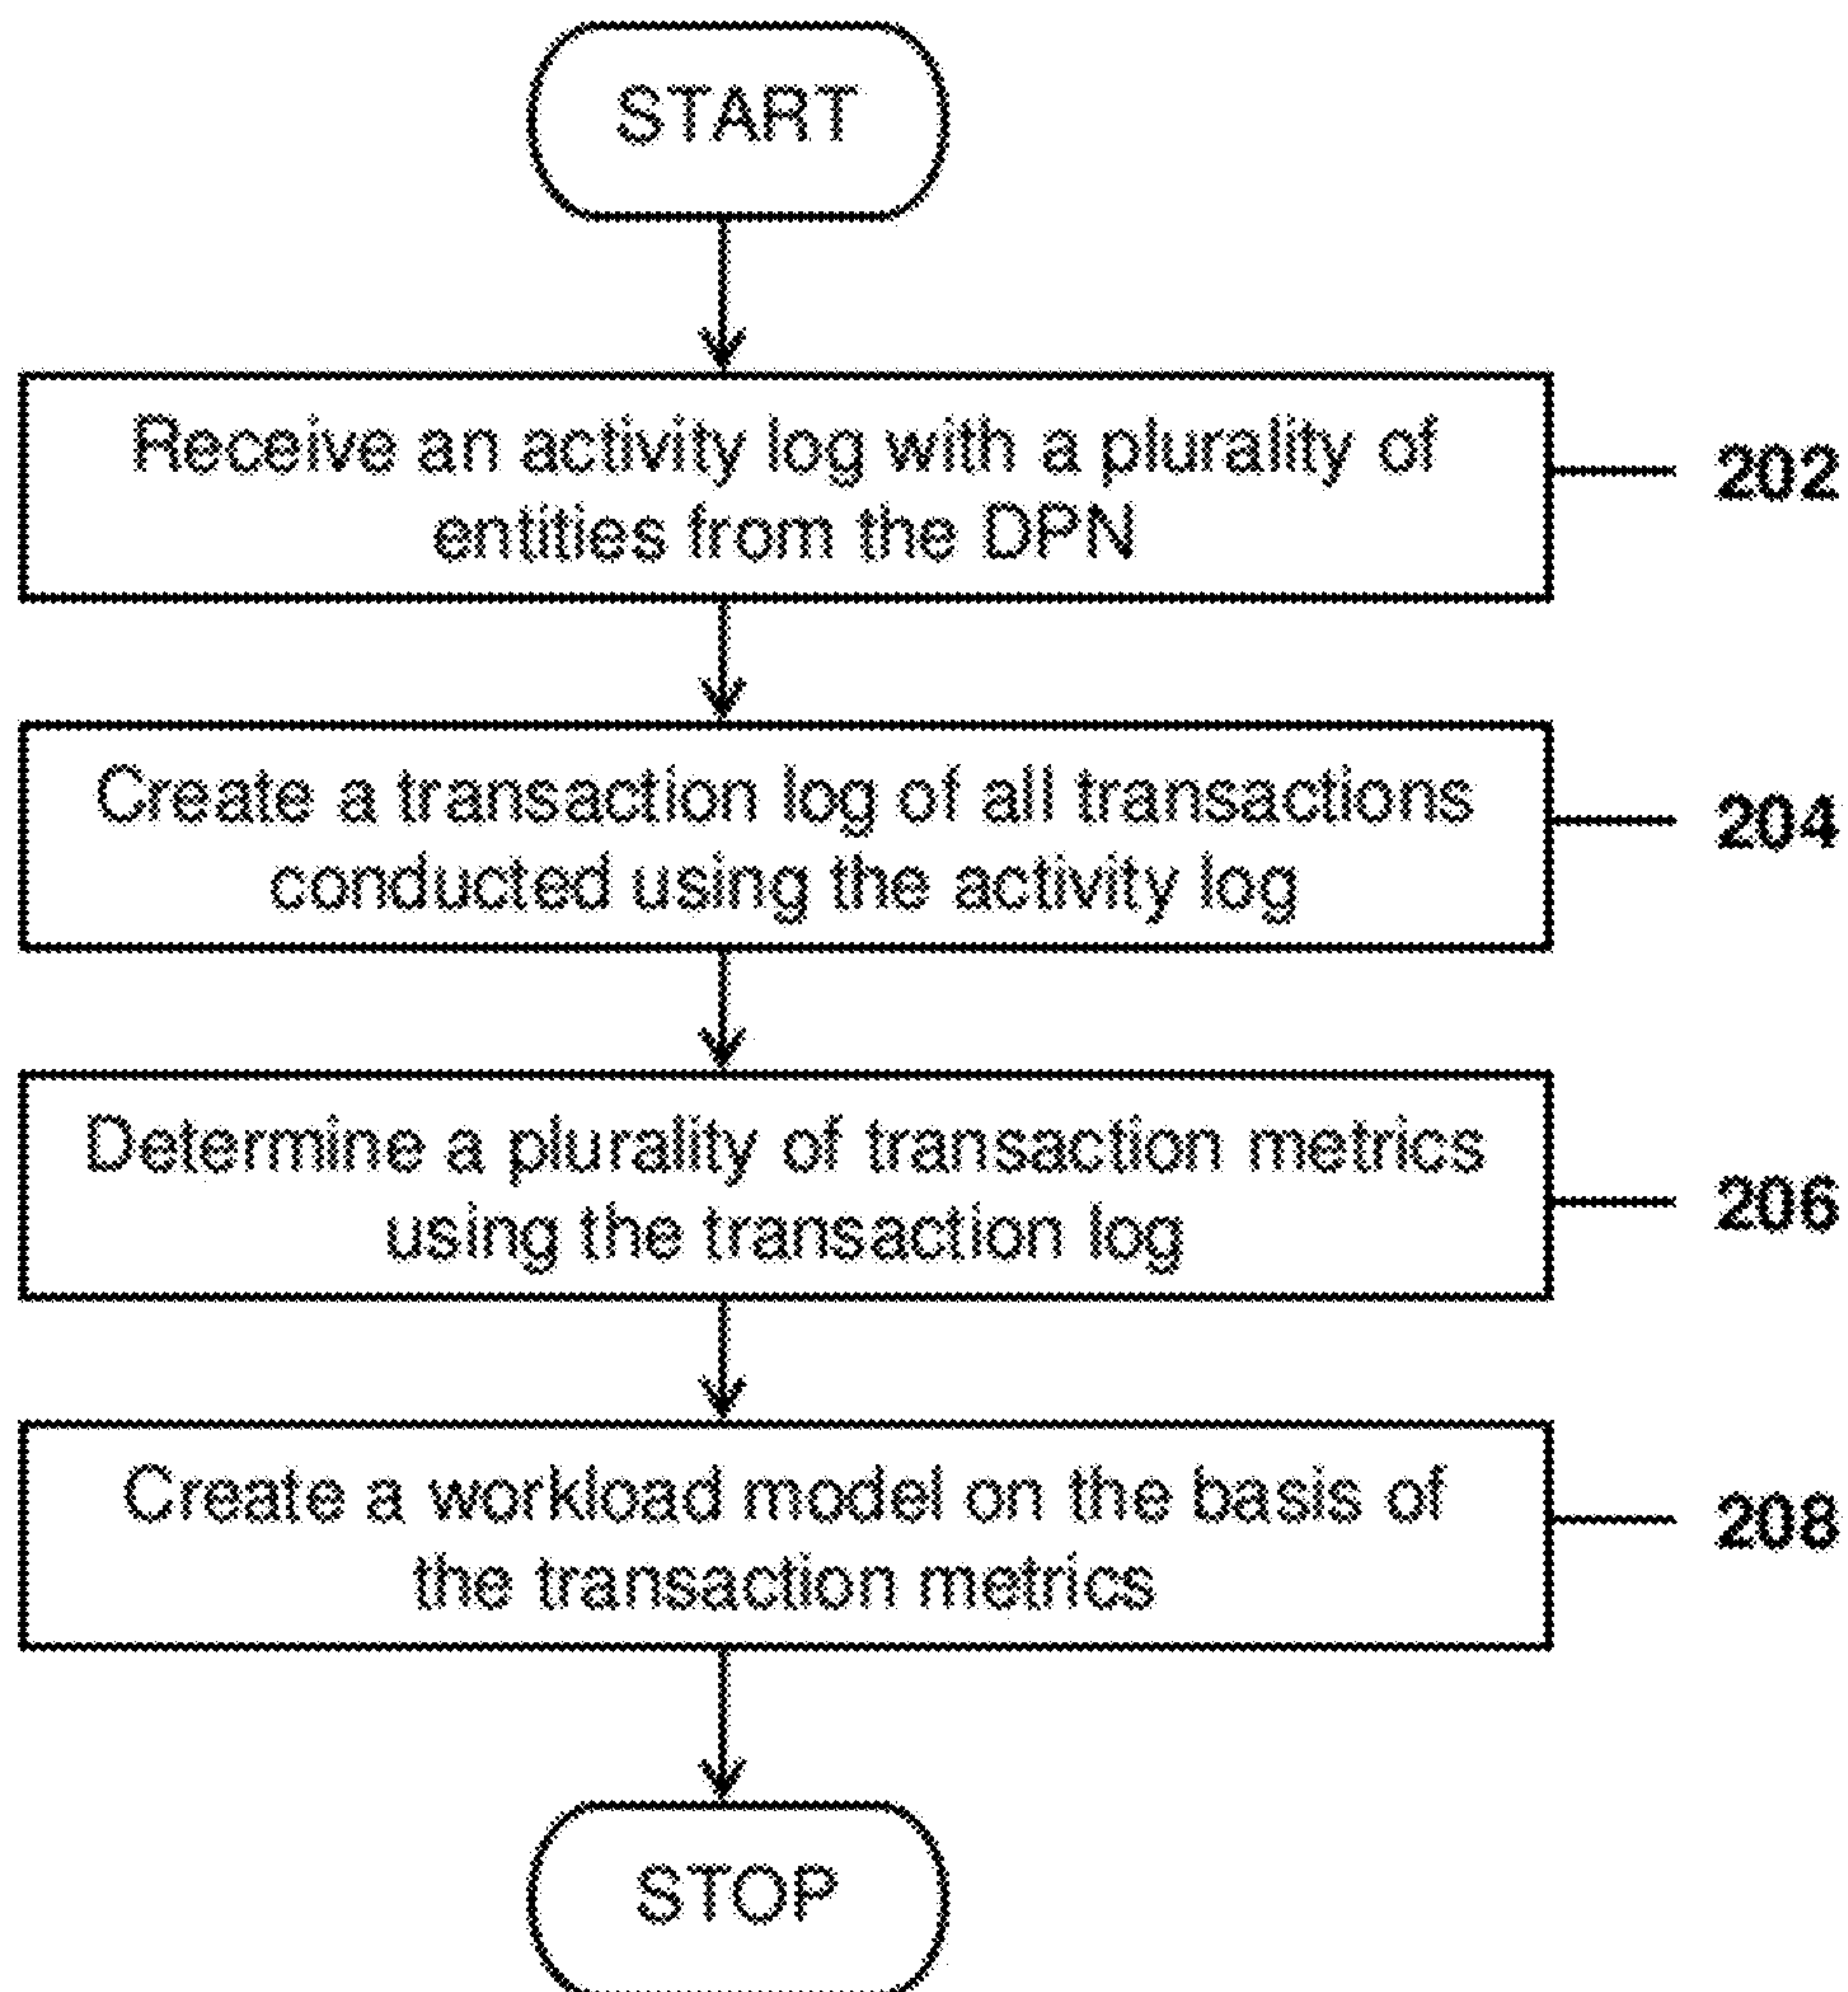 START
Receive an activity log with a plurality of
entities from the DPN
202
Create a transaction log of all transactions
conducted using the activity log
204
Determine a plurality of transaction metrics
using the transaction log
206
Create a workload model on the basis of
the transaction metrics
208
STOP